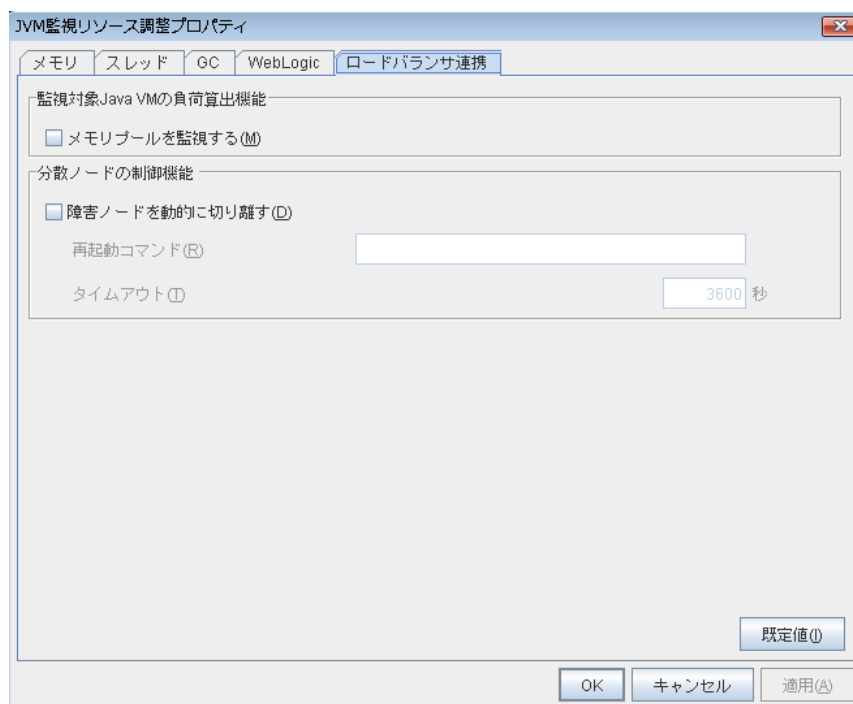 JVM監視リソース調整プロパティ
メモリ スレッド GC WebLogic ロードバランサ連携
監視対象Java VMの負荷算出機能
メモリプールを監視する(M)
分散ノードの制御機能
障害ノードを動的に切り離す(D)
再起動コマンド(R)
タイムアウト(T) 3600 秒
既定値(I)
OK キャンセル 適用(A)